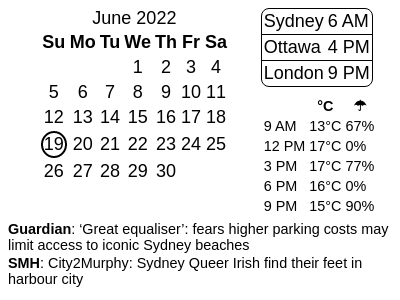 June 2022
Su Mo Tu We Th Fr Sa
1 2 3 4
5 6 7 8 9 10 11
12 13 14 15 16 17 18
19 20 21 22 23 24 25
26 27 28 29 30
Sydney 6 AM
Ottawa 4 PM
London 9 PM
°C ☂
9 AM 13°C 67%
12 PM 17°C 0%
3 PM 17°C 77%
6 PM 16°C 0%
9 PM 15°C 90%
Guardian: ‘Great equaliser’: fears higher parking costs may
limit access to iconic Sydney beaches
SMH: City2Murphy: Sydney Queer Irish find their feet in
harbour city